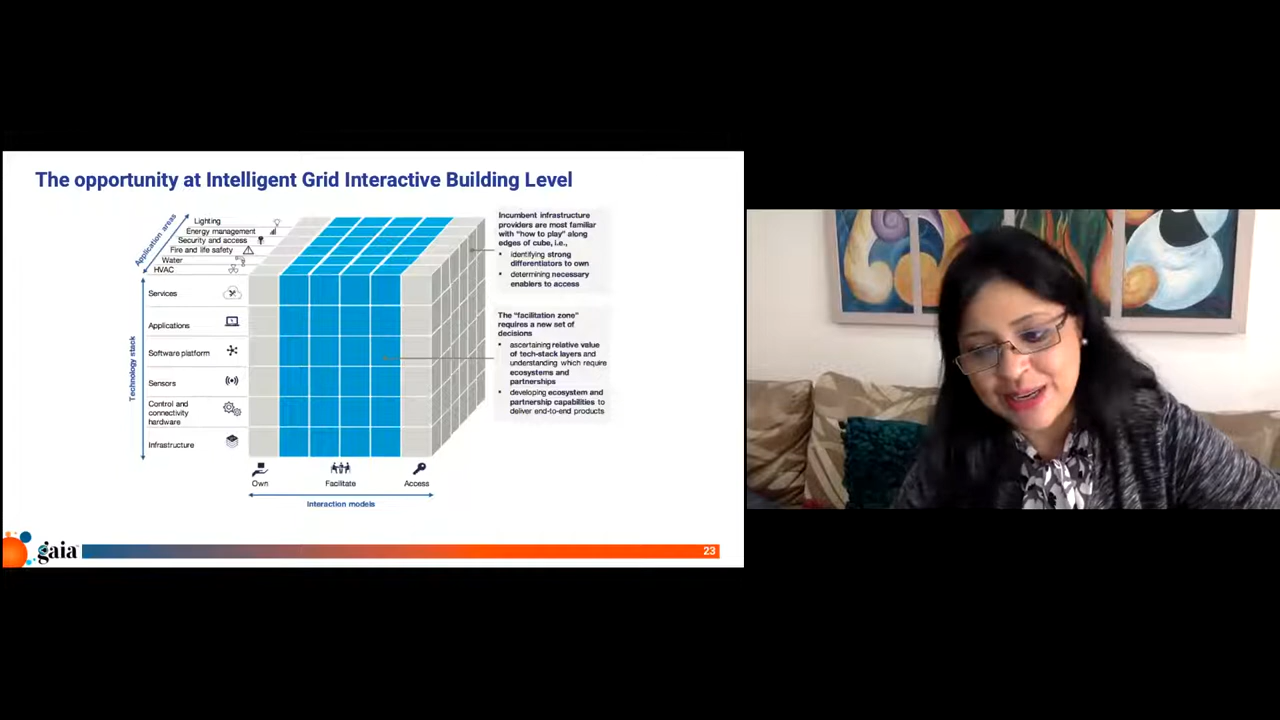 The opportunity at Intelligent Grid Interactive Building Level
Application areas
Lighting
Energy management
Security and access
Fire and life safety
Water
HVAC
Technology stack
Services
Applications
Software platform
Sensors
Control and
connectivity
hardware
Infrastructure
Own
Facilitate
Access
Interaction models
Incumbent infrastructure
providers are most familiar
with "how to play" along
edges of cube, i.e.,
▪ identifying strong
differentiators to own
▪ determining necessary
enablers to access
The "facilitation zone"
requires a new set of
decisions
▪ ascertaining relative value
of tech-stack layers and
understanding which require
ecosystems and
partnerships
▪ developing ecosystem and
partnership capabilities to
deliver end-to-end products
gaia
23